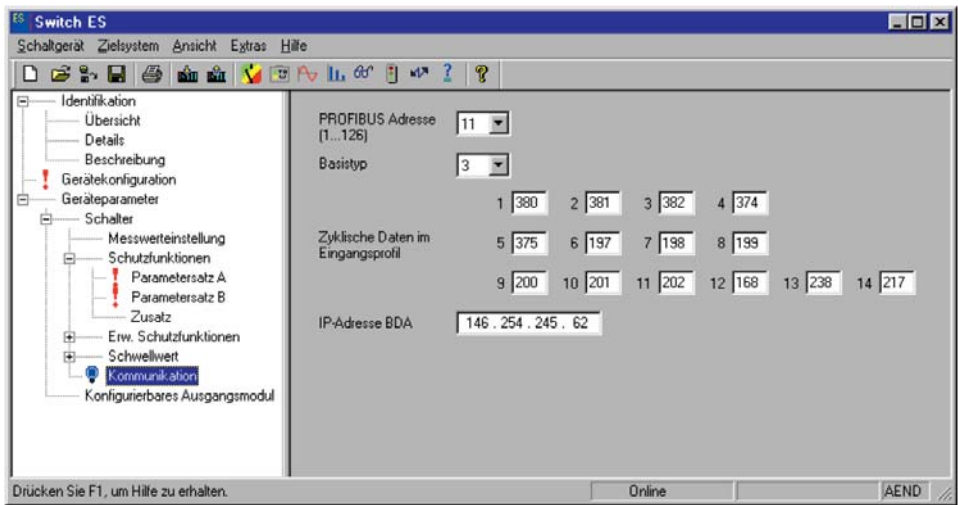 ES Switch ES
Schaltgerät Zielsystem Ansicht Extras Hilfe
Identifikation
Übersicht
Details
Beschreibung
Gerätekonfiguration
Geräteparameter
Schalter
Messwerteinstellung
Schutzfunktionen
Parametersatz A
Parametersatz B
Zusatz
Erw. Schutzfunktionen
Schwellwert
Kommunikation
Konfigurierbares Ausgangsmodul
PROFIBUS Adresse
(1...126)
11
Basistyp
3
1 380 2 381 3 382 4 374
Zyklische Daten im
Eingangsprofil
5 375 6 197 7 198 8 199
9 200 10 201 11 202 12 168 13 238 14 217
IP-Adresse BDA
146 . 254 . 245 . 62
Drücken Sie F1, um Hilfe zu erhalten.
Online
AEND